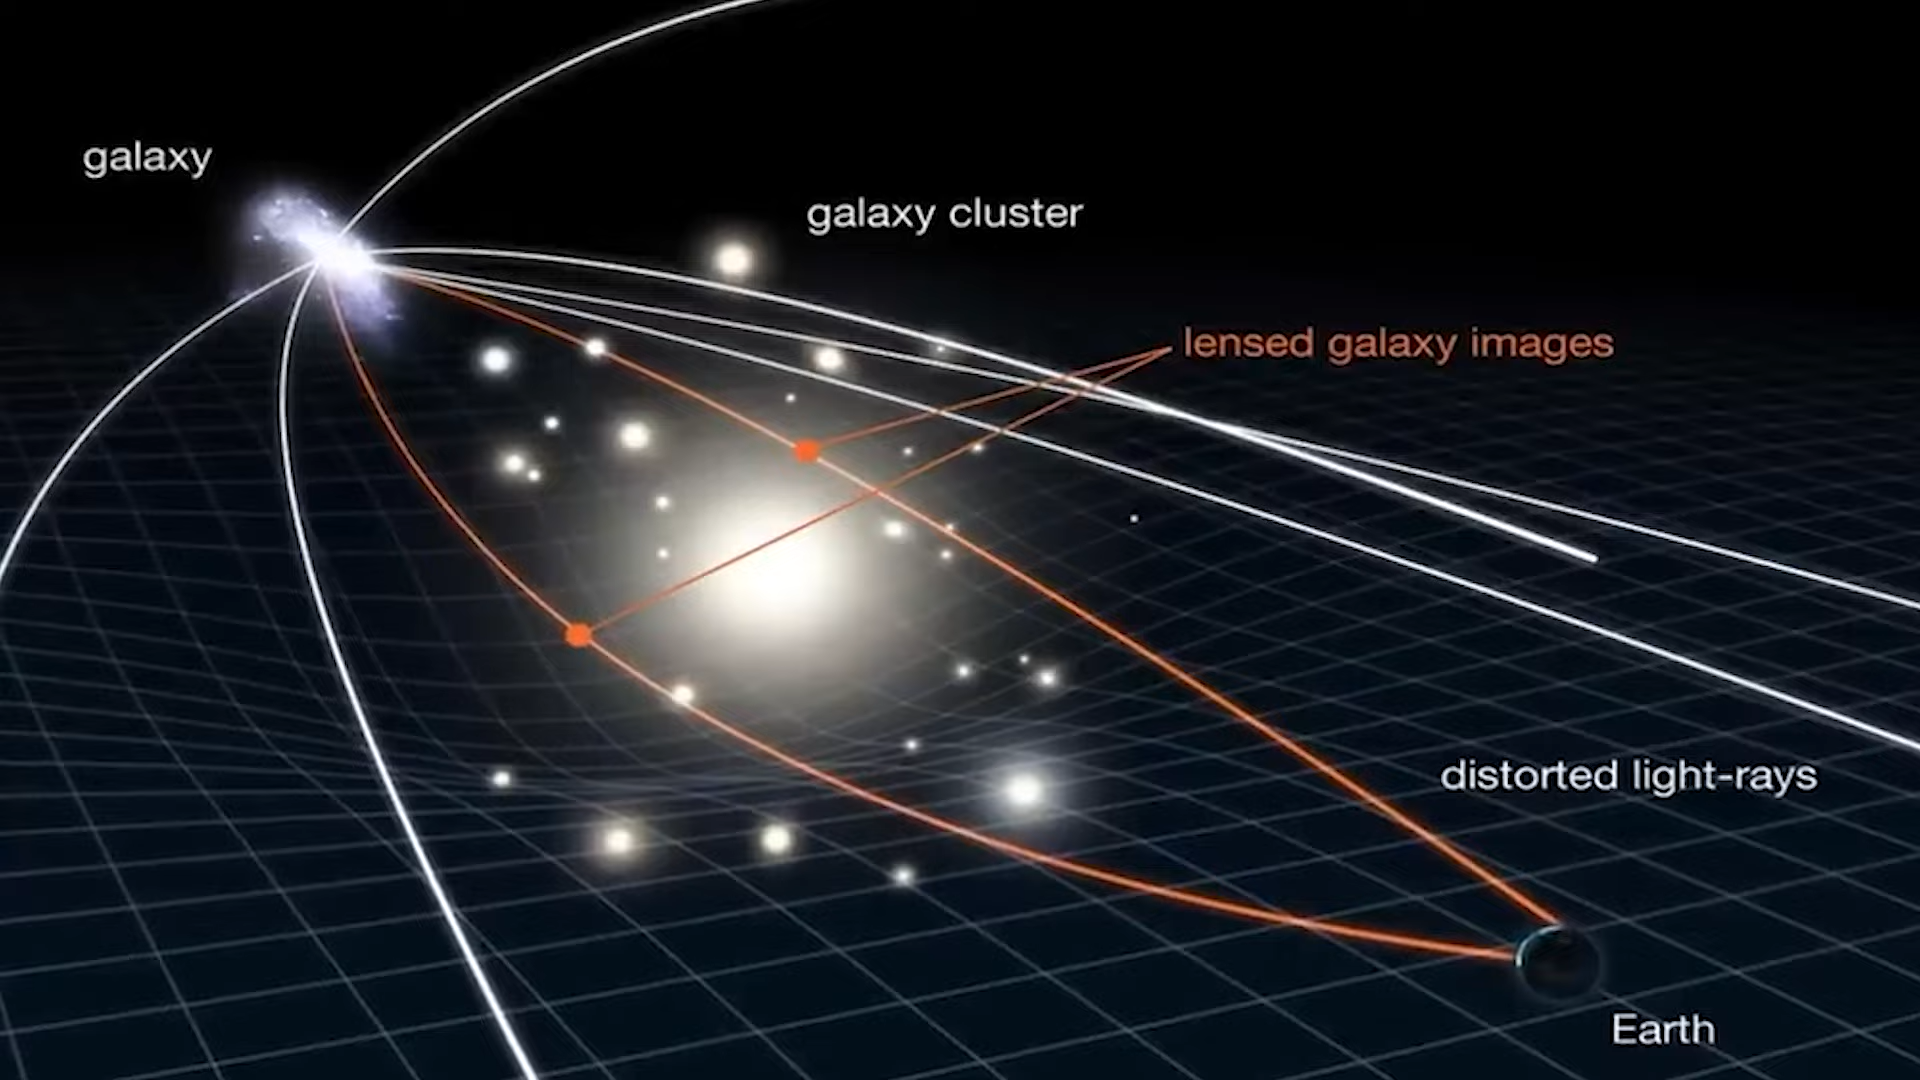 galaxy
galaxy cluster
lensed galaxy images
distorted light-rays
Earth